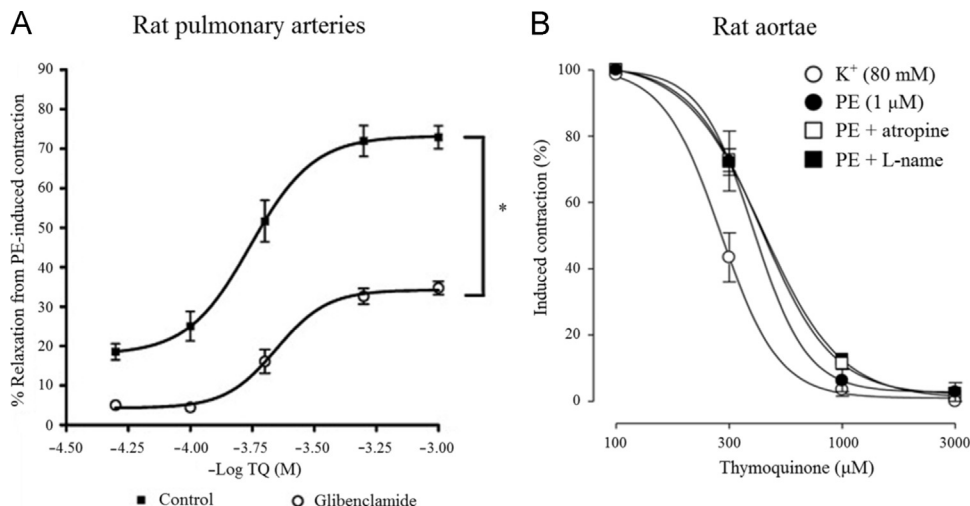 A
Rat pulmonary arteries
% Relaxation from PE-induced contraction
90
80
70
60
50
40
30
20
10
0
*
–4.50 –4.25 –4.00 –3.75 –3.50 –3.25 –3.00
–Log TQ (M)
Control Glibenclamide
B
Rat aortae
K+ (80 mM)
PE (1 μM)
PE + atropine
PE + L-name
Induced contraction (%)
100
80
60
40
20
0
100 300 1000 3000
Thymoquinone (μM)